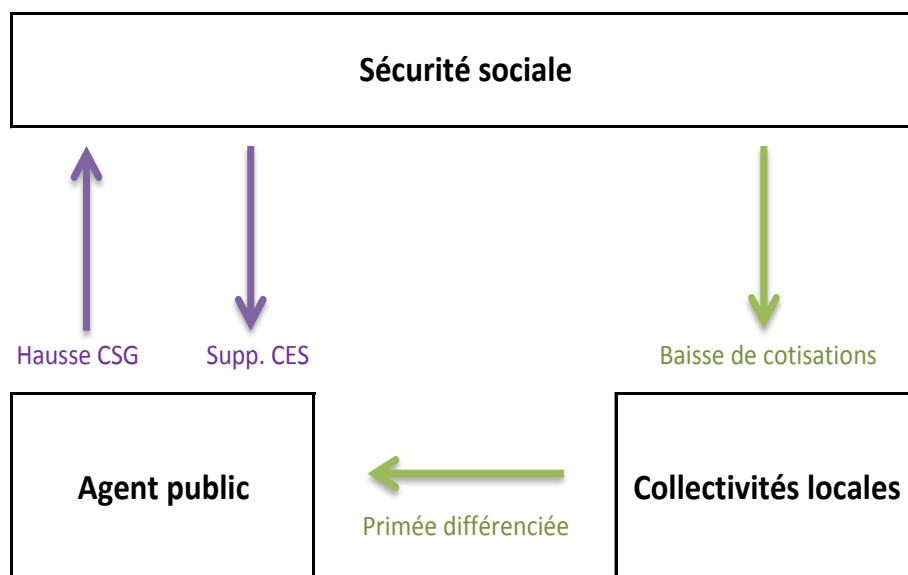 Sécurité sociale
Hausse CSG
Supp. CES
Baisse de cotisations
Agent public
Collectivités locales
Primée différenciée